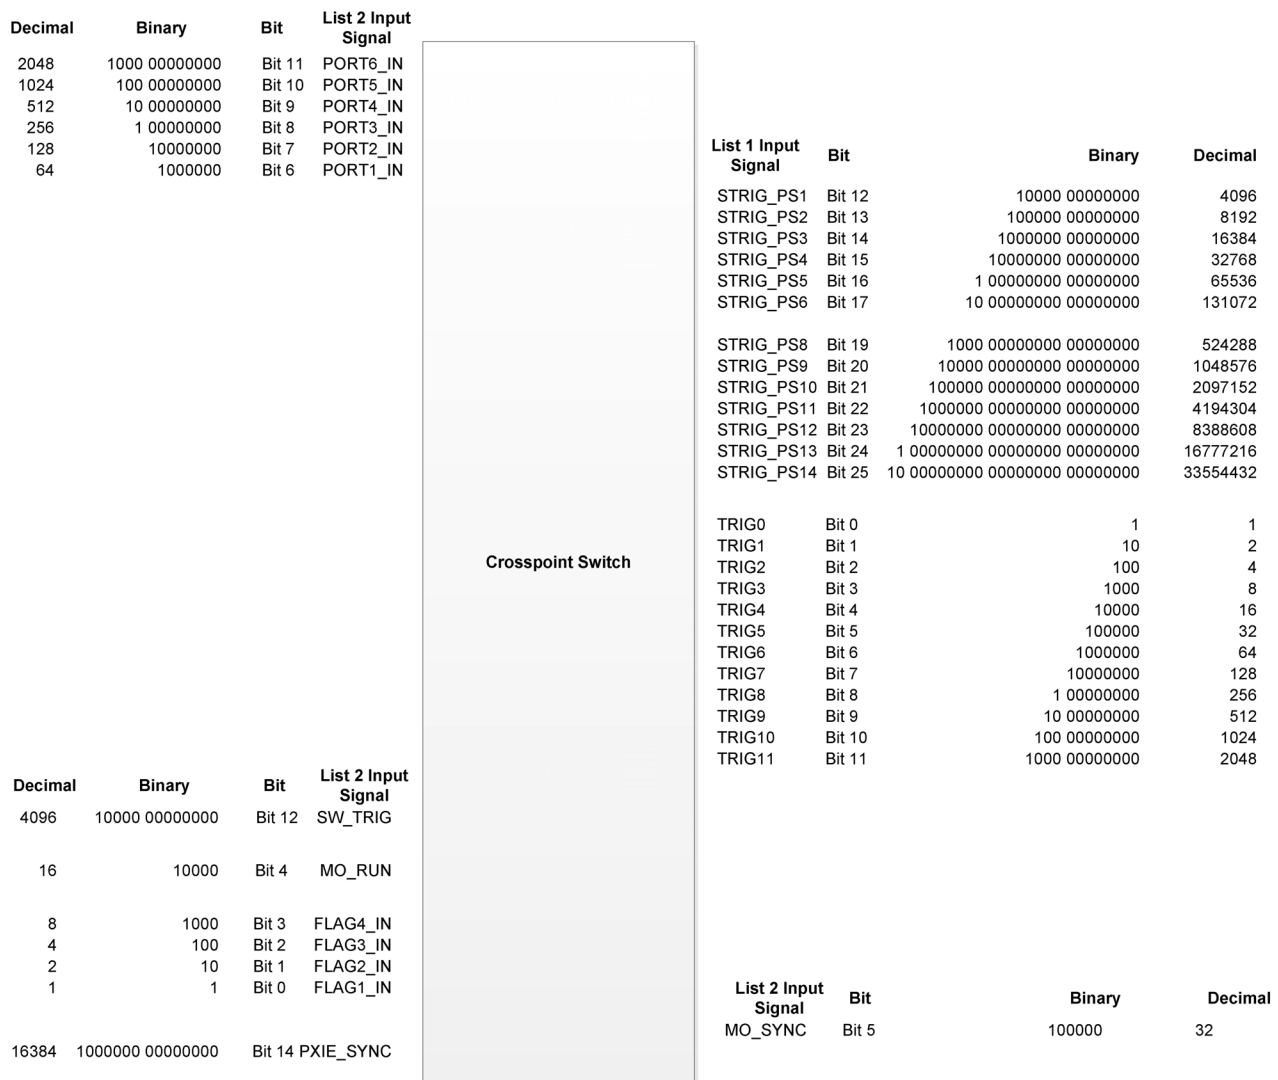 Decimal Binary Bit List 2 Input Signal
2048 1000 00000000 Bit 11 PORT6_IN
1024 100 00000000 Bit 10 PORT5_IN
512 10 00000000 Bit 9 PORT4_IN
256 1 00000000 Bit 8 PORT3_IN
128 10000000 Bit 7 PORT2_IN
64 1000000 Bit 6 PORT1_IN
List 1 Input Signal Bit Binary Decimal
STRIG_PS1 Bit 12 10000 00000000 4096
STRIG_PS2 Bit 13 100000 00000000 8192
STRIG_PS3 Bit 14 1000000 00000000 16384
STRIG_PS4 Bit 15 10000000 00000000 32768
STRIG_PS5 Bit 16 1 00000000 00000000 65536
STRIG_PS6 Bit 17 10 00000000 00000000 131072
STRIG_PS8 Bit 19 1000 00000000 00000000 524288
STRIG_PS9 Bit 20 10000 00000000 00000000 1048576
STRIG_PS10 Bit 21 100000 00000000 00000000 2097152
STRIG_PS11 Bit 22 1000000 00000000 00000000 4194304
STRIG_PS12 Bit 23 10000000 00000000 00000000 8388608
STRIG_PS13 Bit 24 1 00000000 00000000 00000000 16777216
STRIG_PS14 Bit 25 10 00000000 00000000 00000000 33554432
TRIG0 Bit 0 1 1
TRIG1 Bit 1 10 2
TRIG2 Bit 2 100 4
TRIG3 Bit 3 1000 8
TRIG4 Bit 4 10000 16
TRIG5 Bit 5 100000 32
TRIG6 Bit 6 1000000 64
TRIG7 Bit 7 10000000 128
TRIG8 Bit 8 1 00000000 256
TRIG9 Bit 9 10 00000000 512
TRIG10 Bit 10 100 00000000 1024
TRIG11 Bit 11 1000 00000000 2048
Crosspoint Switch
Decimal Binary Bit List 2 Input Signal
4096 10000 00000000 Bit 12 SW_TRIG
16 10000 Bit 4 MO_RUN
8 1000 Bit 3 FLAG4_IN
4 100 Bit 2 FLAG3_IN
2 10 Bit 1 FLAG2_IN
1 1 Bit 0 FLAG1_IN
16384 1000000 00000000 Bit 14 PXIE_SYNC
List 2 Input Signal Bit Binary Decimal
MO_SYNC Bit 5 100000 32